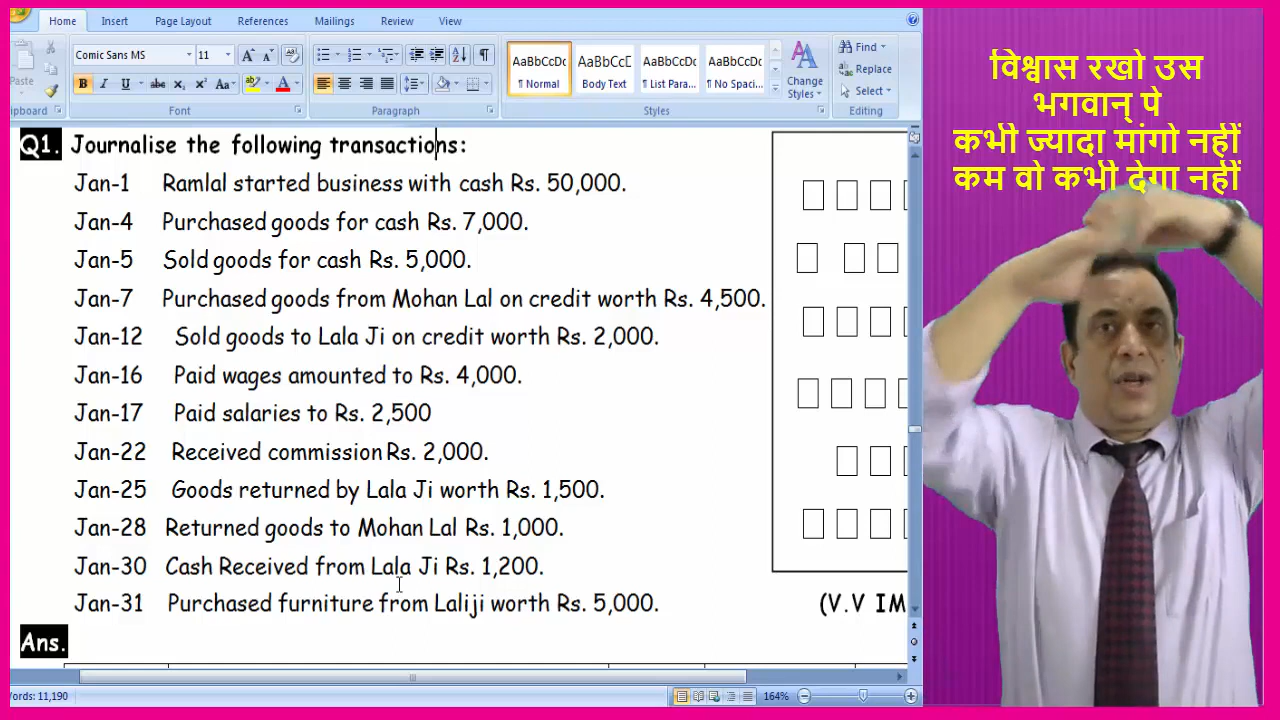 Home Insert Page Layout References Mailings Review View
Comic Sans MS 11
Paste
B I U abc x₂ x² Aa A
AaBbCcDc AaBbCcE AaBbCcDc AaBbCcDc
¶ Normal Body Text ¶ List Para... ¶ No Spaci...
Change
Styles
Find
Replace
Select
lipboard Font Paragraph Styles Editing
Q1. Journalise the following transactions:
Jan-1 Ramlal started business with cash Rs. 50,000.
Jan-4 Purchased goods for cash Rs. 7,000.
Jan-5 Sold goods for cash Rs. 5,000.
Jan-7 Purchased goods from Mohan Lal on credit worth Rs. 4,500.
Jan-12 Sold goods to Lala Ji on credit worth Rs. 2,000.
Jan-16 Paid wages amounted to Rs. 4,000.
Jan-17 Paid salaries to Rs. 2,500
Jan-22 Received commission Rs. 2,000.
Jan-25 Goods returned by Lala Ji worth Rs. 1,500.
Jan-28 Returned goods to Mohan Lal Rs. 1,000.
Jan-30 Cash Received from Lala Ji Rs. 1,200.
Jan-31 Purchased furniture from Laliji worth Rs. 5,000.
(V.V IM
Ans.
Words: 11,190
164%
विश्वास रखो उस
भगवान् पे
कभी ज्यादा मांगो नहीं
कम वो कभी देगा नहीं